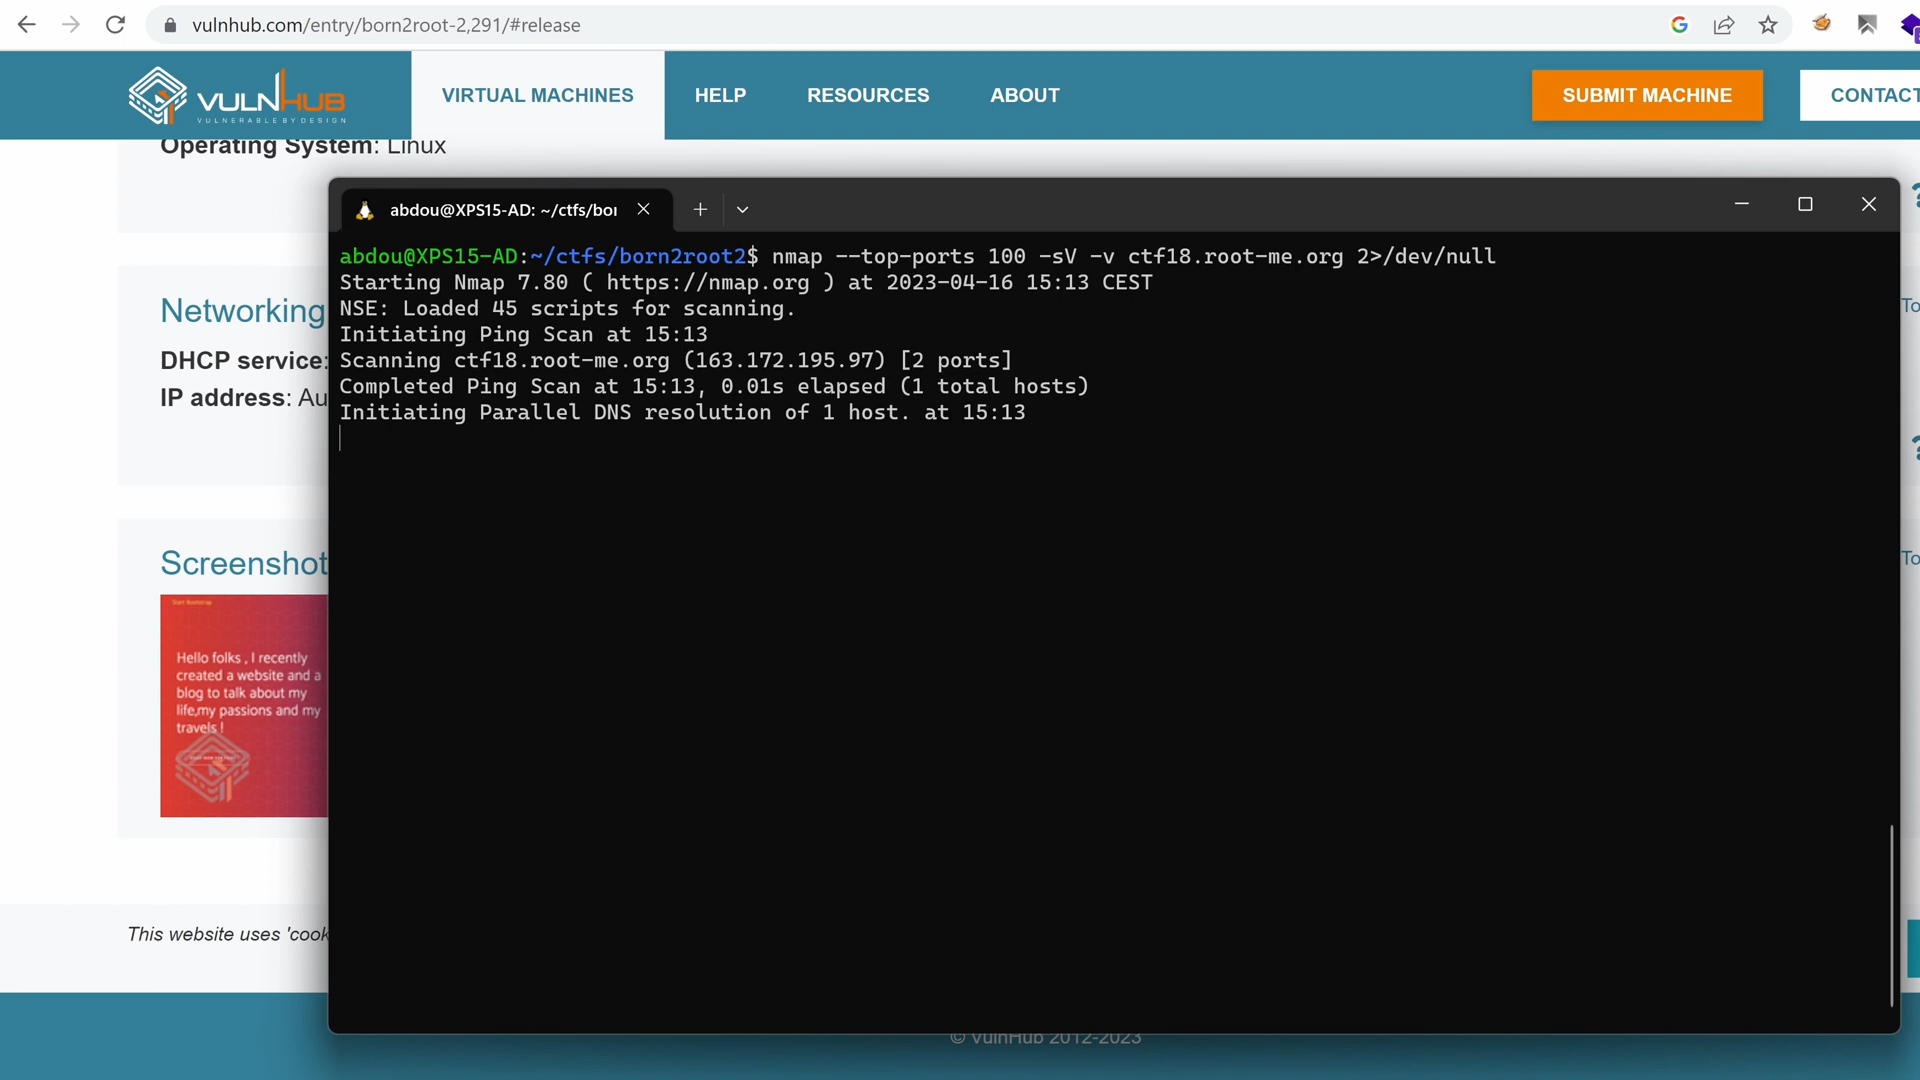 vulnhub.com/entry/born2root-2,291/#release
VULNHUB
VULNERABLE BY DESIGN
VIRTUAL MACHINES
HELP
RESOURCES
ABOUT
SUBMIT MACHINE
CONTACT
Operating System: Linux
abdou@XPS15-AD: ~/ctfs/bor
abdou@XPS15-AD:~/ctfs/born2root2$ nmap --top-ports 100 -sV -v ctf18.root-me.org 2>/dev/null
Starting Nmap 7.80 ( https://nmap.org ) at 2023-04-16 15:13 CEST
NSE: Loaded 45 scripts for scanning.
Initiating Ping Scan at 15:13
Scanning ctf18.root-me.org (163.172.195.97) [2 ports]
Completed Ping Scan at 15:13, 0.01s elapsed (1 total hosts)
Initiating Parallel DNS resolution of 1 host. at 15:13
Networking
DHCP service:
IP address: Au
To
Screenshot
To
Start Bootstrap
Hello folks , I recently
created a website and a
blog to talk about my
life,my passions and my
travels !
This website uses 'cook
© VulnHub 2012-2023